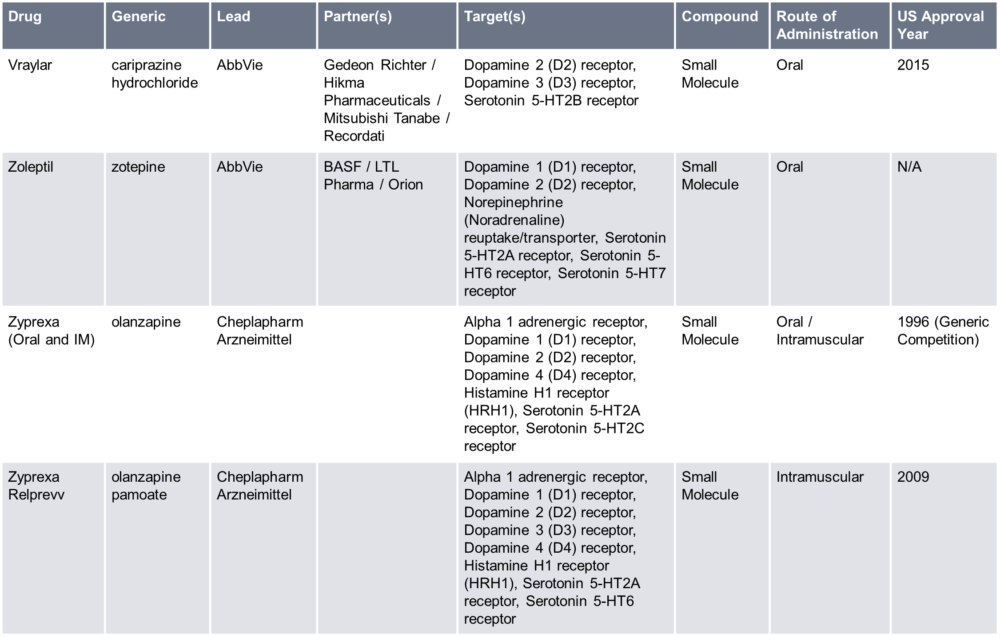 Drug
Generic
Lead
Partner(s)
Target(s)
Compound
Route of
Administration
US Approval
Year
Vraylar
cariprazine
hydrochloride
AbbVie
Gedeon Richter /
Hikma
Pharmaceuticals /
Mitsubishi Tanabe /
Recordati
Dopamine 2 (D2) receptor,
Dopamine 3 (D3) receptor,
Serotonin 5-HT2B receptor
Small
Molecule
Oral
2015
Zoleptil
zotepine
AbbVie
BASF / LTL
Pharma / Orion
Dopamine 1 (D1) receptor,
Dopamine 2 (D2) receptor,
Norepinephrine
(Noradrenaline)
reuptake/transporter, Serotonin
5-HT2A receptor, Serotonin 5-
HT6 receptor, Serotonin 5-HT7
receptor
Small
Molecule
Oral
N/A
Zyprexa
(Oral and IM)
olanzapine
Cheplapharm
Arzneimittel
Alpha 1 adrenergic receptor,
Dopamine 1 (D1) receptor,
Dopamine 2 (D2) receptor,
Dopamine 4 (D4) receptor,
Histamine H1 receptor
(HRH1), Serotonin 5-HT2A
receptor, Serotonin 5-HT2C
receptor
Small
Molecule
Oral /
Intramuscular
1996 (Generic
Competition)
Zyprexa
Relprevv
olanzapine
pamoate
Cheplapharm
Arzneimittel
Alpha 1 adrenergic receptor,
Dopamine 1 (D1) receptor,
Dopamine 2 (D2) receptor,
Dopamine 3 (D3) receptor,
Dopamine 4 (D4) receptor,
Histamine H1 receptor
(HRH1), Serotonin 5-HT2A
receptor, Serotonin 5-HT6
receptor
Small
Molecule
Intramuscular
2009